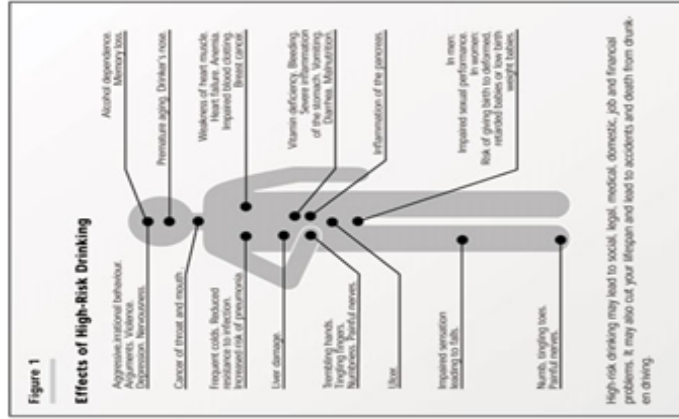 Figure 1
Effects of High-Risk Drinking
Aggressive,irrational behaviour.
Arguments. Violence.
Depression. Nervousness.
Alcohol dependence.
Memory loss.
Premature aging. Drinker's nose.
Cancer of throat and mouth
Weakness of heart muscle.
Heart failure. Anemia.
Impaired blood clotting.
Breast cancer.
Frequent colds. Reduced
resistance to infection.
Increased risk of pneumonia.
Liver damage.
Vitamin deficiency. Bleeding.
Severe inflammation
of the stomach. Vomiting.
Diarrhea. Malnutrition.
Inflammation of the pancreas.
Trembling hands.
Tingling fingers.
Numbness. Painful nerves.
Ulcer.
In men:
Impaired sexual performance.
In women:
Risk of giving birth to deformed,
retarded babies or low birth
weight babies.
Impaired sensation
leading to falls.
Numb, tingling toes.
Painful nerves.
High-risk drinking may lead to social, legal, medical, domestic, job and financial
problems. It may also cut your lifespan and lead to accidents and death from drunk-
en driving.